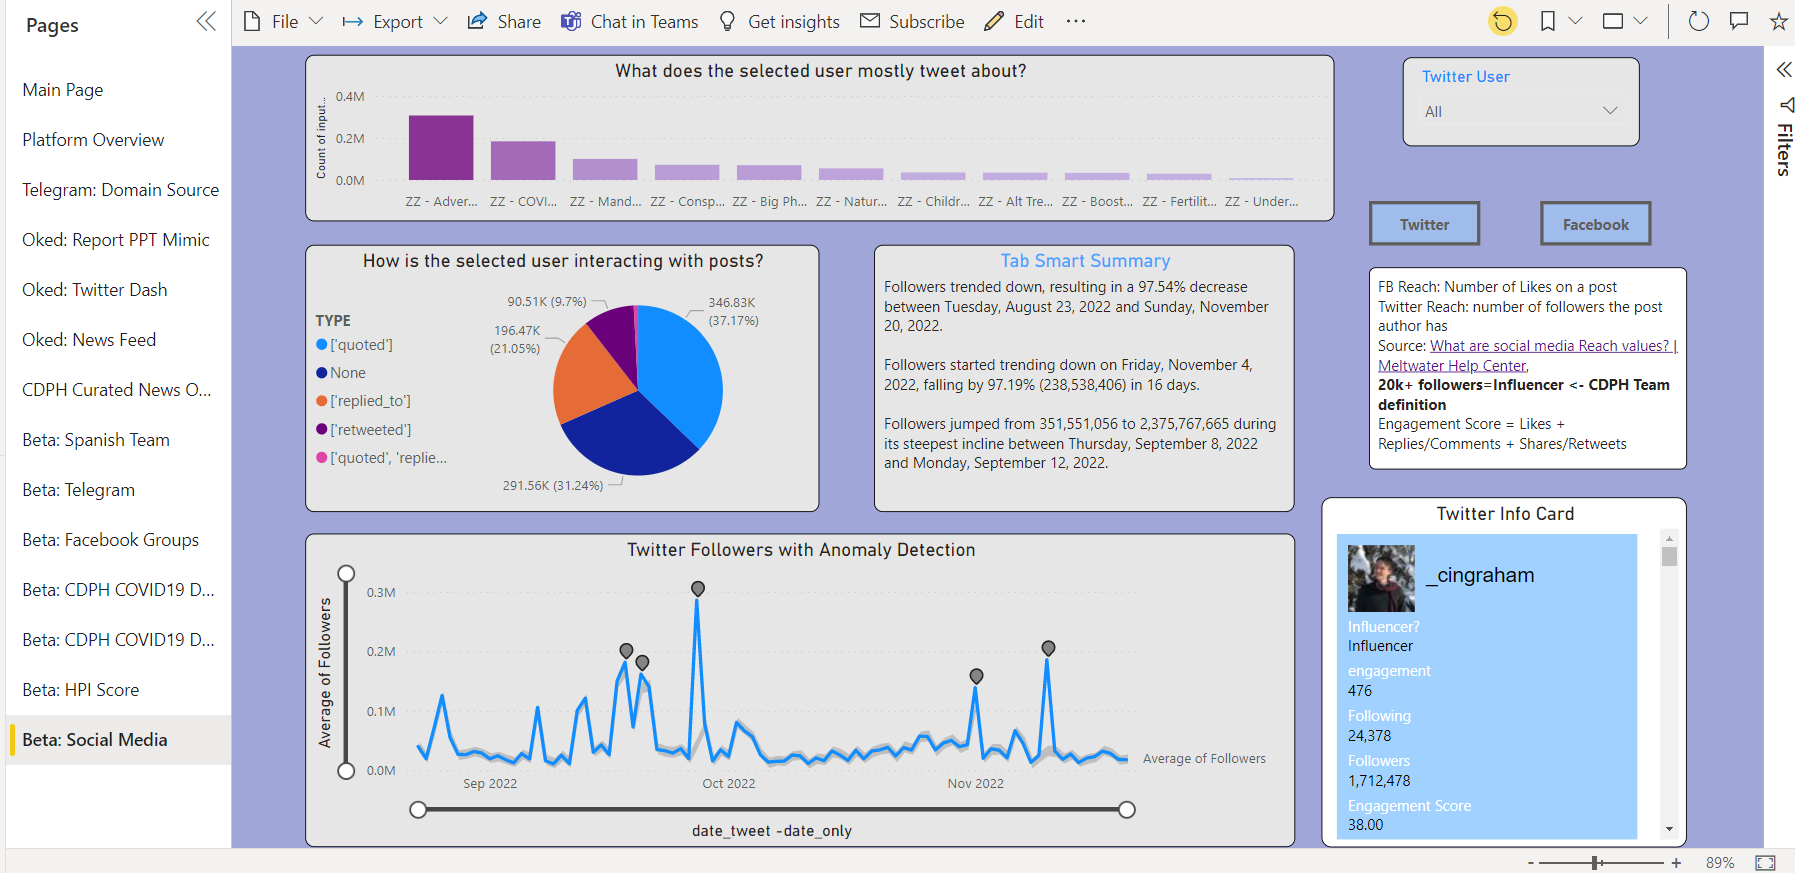 Pages
File
Export
Share
Chat in Teams
Get insights
Subscribe
Edit
Main Page
Platform Overview
Telegram: Domain Source
Oked: Report PPT Mimic
Oked: Twitter Dash
Oked: News Feed
CDPH Curated News O...
Beta: Spanish Team
Beta: Telegram
Beta: Facebook Groups
Beta: CDPH COVID19 D...
Beta: CDPH COVID19 D...
Beta: HPI Score
Beta: Social Media
What does the selected user mostly tweet about?
Count of input...
0.4M
0.2M
0.0M
ZZ - Adver...
ZZ - COVI...
ZZ - Mand...
ZZ - Consp...
ZZ - Big Ph...
ZZ - Natur...
ZZ - Childr...
ZZ - Alt Tre...
ZZ - Boost...
ZZ - Fertilit...
ZZ - Under...
Twitter User
All
Filters
Twitter
Facebook
How is the selected user interacting with posts?
TYPE
['quoted']
None
['replied_to']
['retweeted']
['quoted', 'replie...
90.51K (9.7%)
196.47K
(21.05%)
346.83K
(37.17%)
291.56K (31.24%)
Tab Smart Summary
Followers trended down, resulting in a 97.54% decrease
between Tuesday, August 23, 2022 and Sunday, November
20, 2022.
Followers started trending down on Friday, November 4,
2022, falling by 97.19% (238,538,406) in 16 days.
Followers jumped from 351,551,056 to 2,375,767,665 during
its steepest incline between Thursday, September 8, 2022
and Monday, September 12, 2022.
FB Reach: Number of Likes on a post
Twitter Reach: number of followers the post
author has
Source: What are social media Reach values? |
Meltwater Help Center,
20k+ followers=Influencer <- CDPH Team
definition
Engagement Score = Likes +
Replies/Comments + Shares/Retweets
Twitter Followers with Anomaly Detection
Average of Followers
0.3M
0.2M
0.1M
0.0M
Sep 2022
Oct 2022
Nov 2022
Average of Followers
date_tweet -date_only
Twitter Info Card
_cingraham
Influencer?
Influencer
engagement
476
Following
24,378
Followers
1,712,478
Engagement Score
38.00
- + 89%